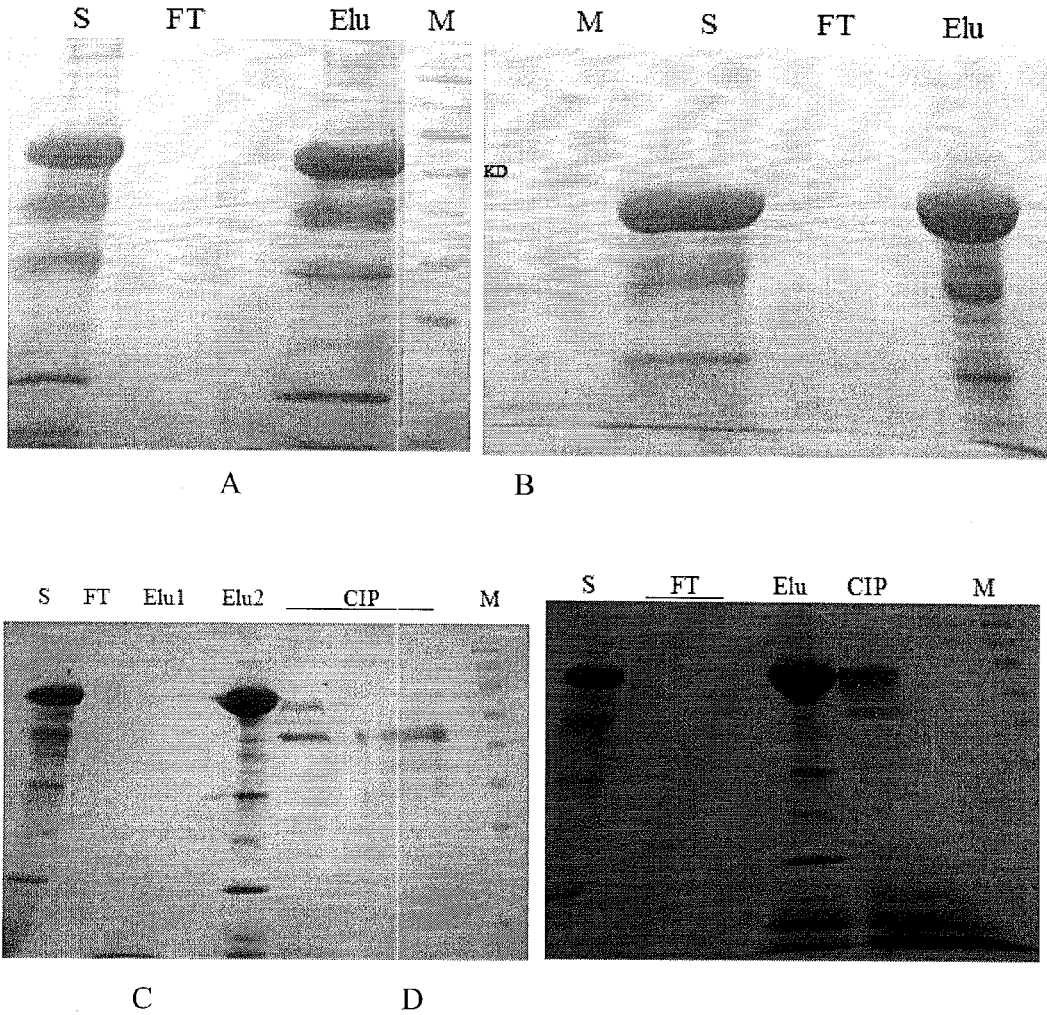 S FT Elu M
M S FT Elu
KD
A B
S FT Elu1 Elu2 CIP M
S FT Elu CIP M
C D